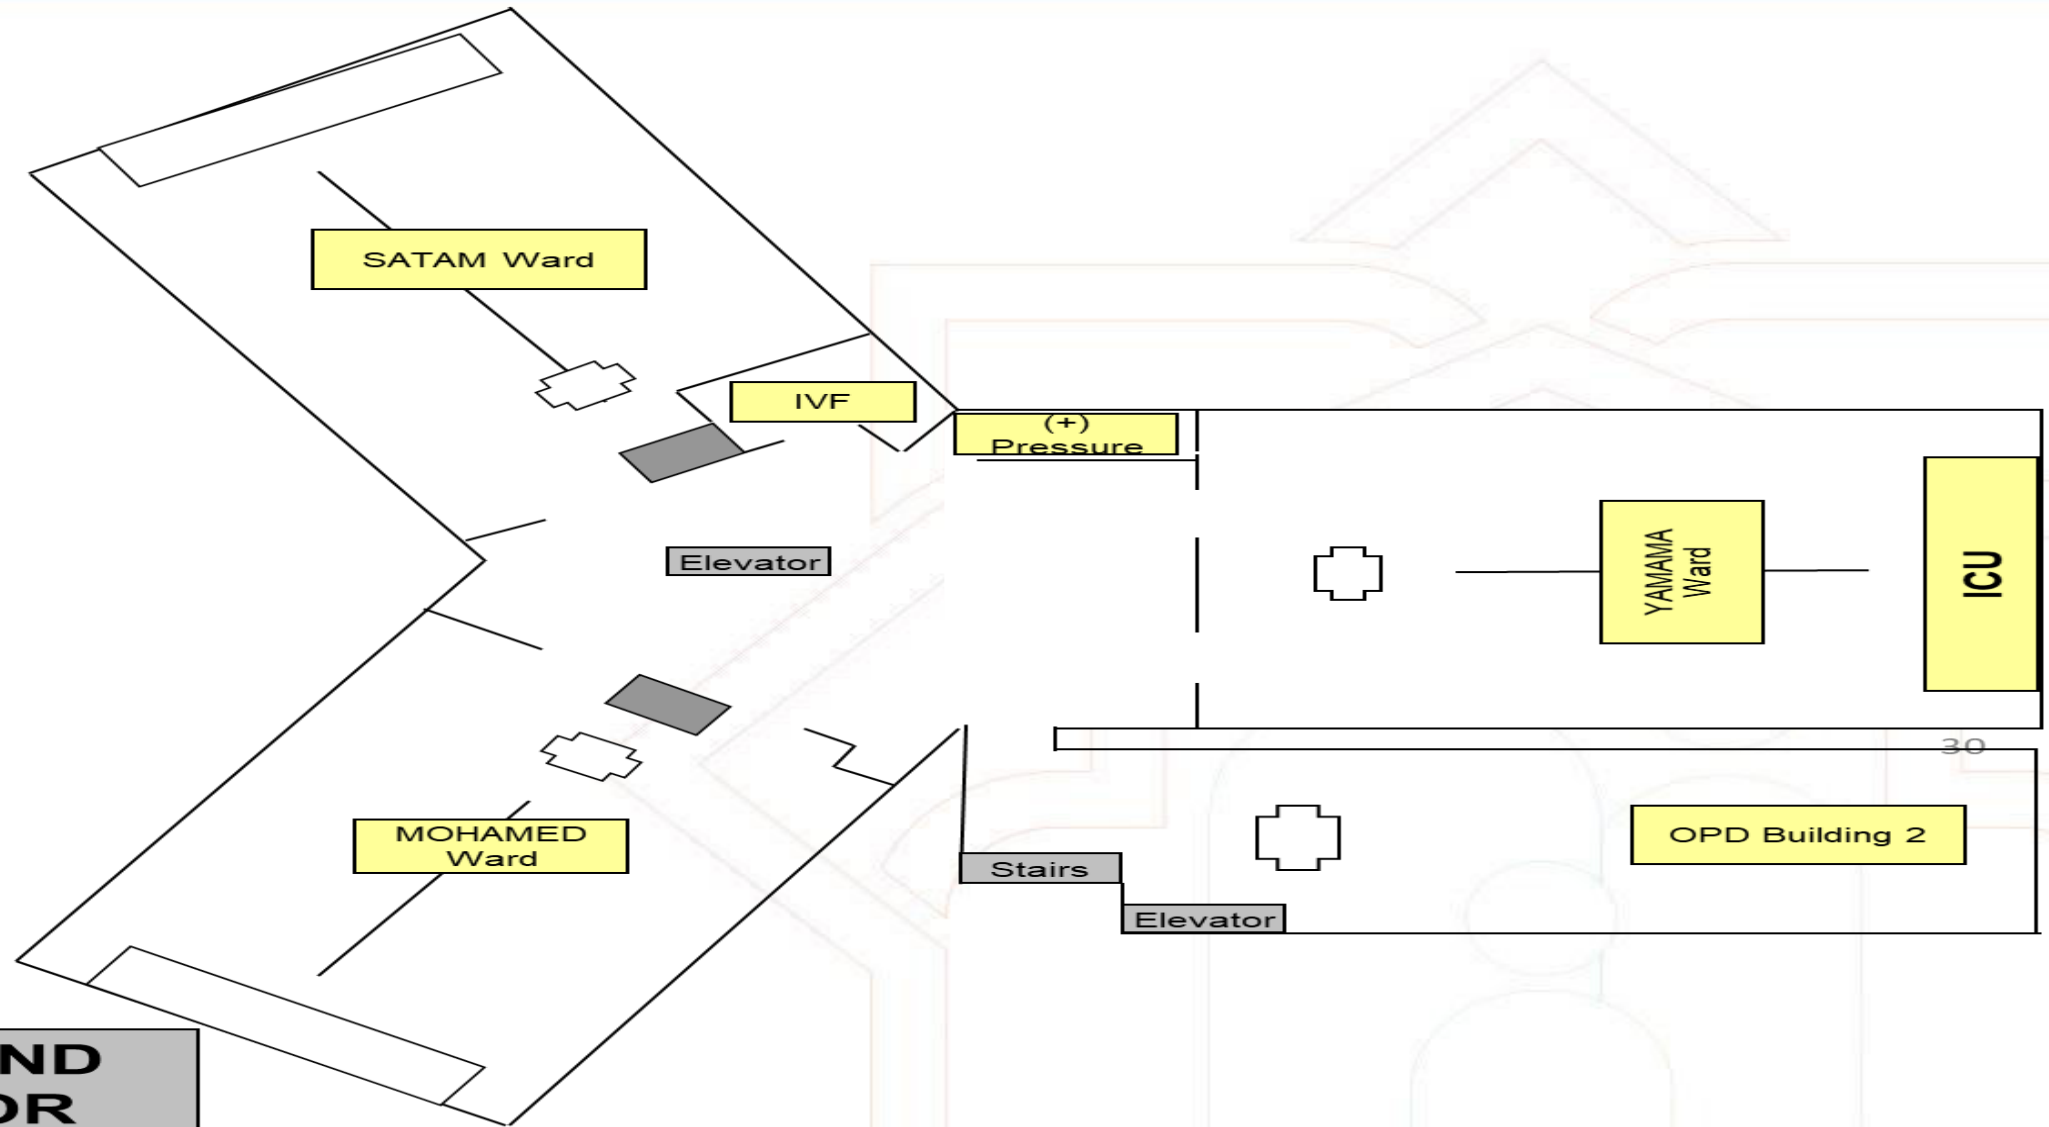 SATAM Ward
IVF
(+)
Pressure
Elevator
YAMAMA
Ward
ICU
30
MOHAMED
Ward
OPD Building 2
Stairs
Elevator
ND
OR